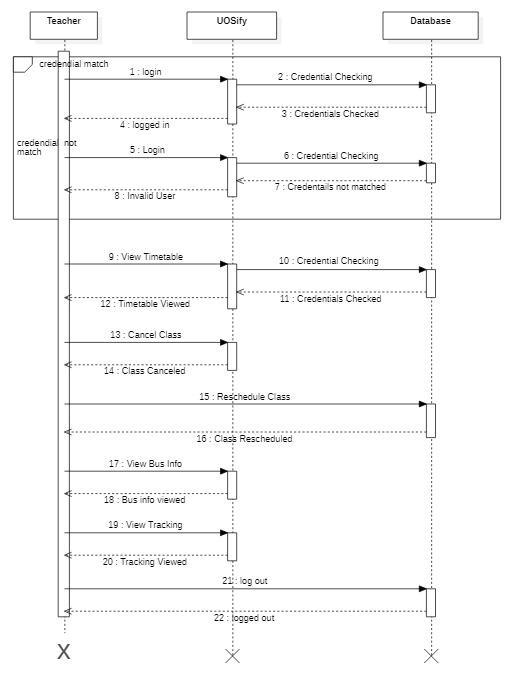 Teacher
UOSify
Database
credendial match
1 : login
2 : Credential Checking
3 : Credentials Checked
4 : logged in
credendial not
match
5 : Login
6 : Credential Checking
7 : Credentails not matched
8 : Invalid User
9 : View Timetable
10 : Credential Checking
11 : Credentials Checked
12 : Timetable Viewed
13 : Cancel Class
14 : Class Canceled
15 : Reschedule Class
16 : Class Rescheduled
17 : View Bus Info
18 : Bus info viewed
19 : View Tracking
20 : Tracking Viewed
21 : log out
22 : logged out
X